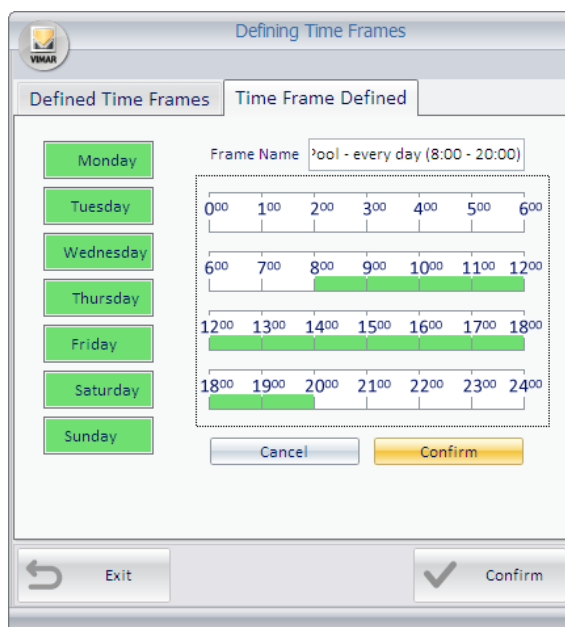 Defining Time Frames
VIMAR
Defined Time Frames Time Frame Defined
Monday
Tuesday
Wednesday
Thursday
Friday
Saturday
Sunday
Frame Name Pool - every day (8:00 - 20:00)
0⁰⁰ 1⁰⁰ 2⁰⁰ 3⁰⁰ 4⁰⁰ 5⁰⁰ 6⁰⁰
6⁰⁰ 7⁰⁰ 8⁰⁰ 9⁰⁰ 10⁰⁰ 11⁰⁰ 12⁰⁰
12⁰⁰ 13⁰⁰ 14⁰⁰ 15⁰⁰ 16⁰⁰ 17⁰⁰ 18⁰⁰
18⁰⁰ 19⁰⁰ 20⁰⁰ 21⁰⁰ 22⁰⁰ 23⁰⁰ 24⁰⁰
Cancel Confirm
Exit Confirm